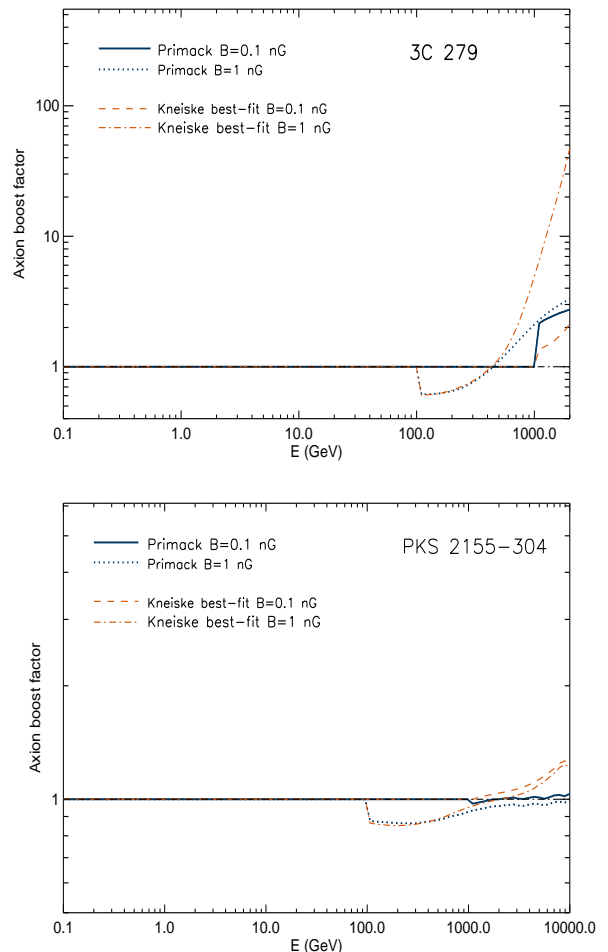 Primack B=0.1 nG
3C 279
Primack B=1 nG
Kneiske best-fit B=0.1 nG
Kneiske best-fit B=1 nG
100
10
1
Axion boost factor
0.1 1.0 10.0 100.0 1000.0
E (GeV)
Primack B=0.1 nG
PKS 2155-304
Primack B=1 nG
Kneiske best-fit B=0.1 nG
Kneiske best-fit B=1 nG
1
Axion boost factor
0.1 1.0 10.0 100.0 1000.0 10000.0
E (GeV)